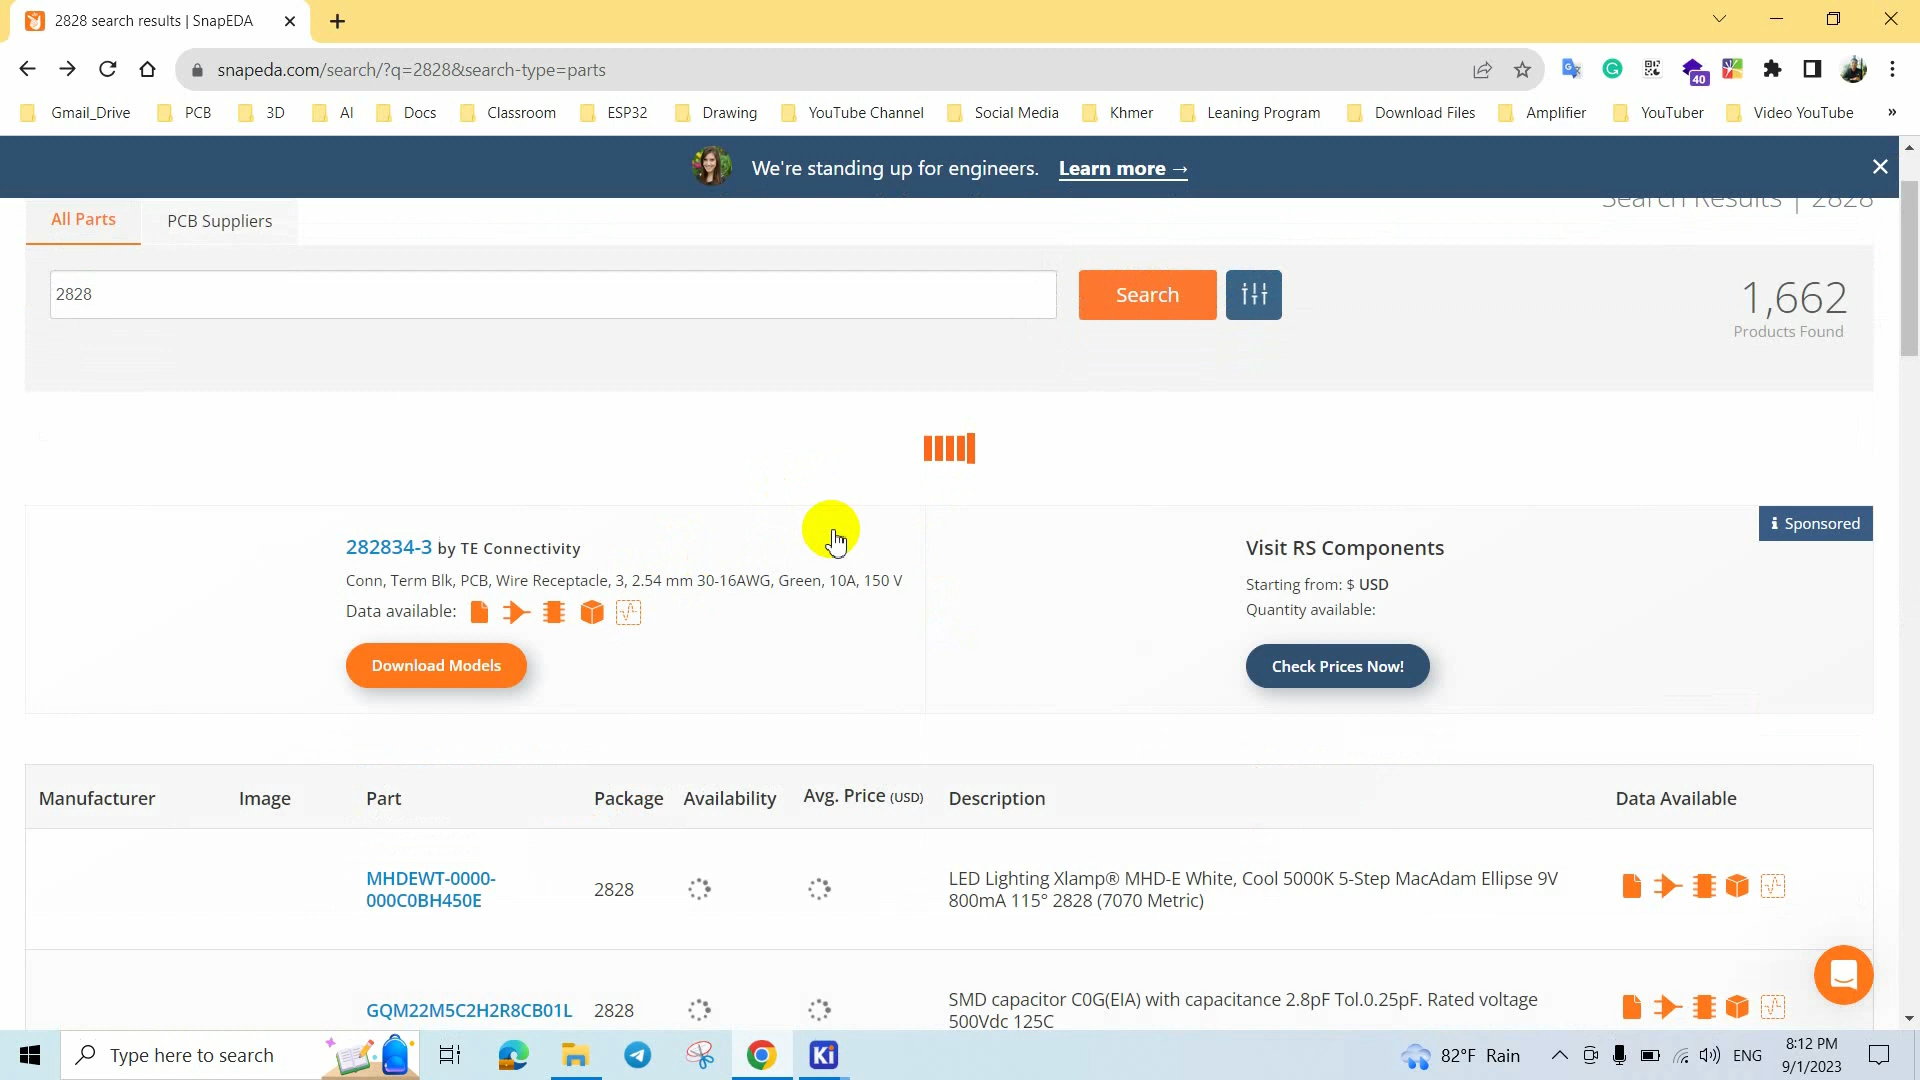 2828 search results | SnapEDA
snapeda.com/search/?q=2828&search-type=parts
40
Gmail_Drive PCB 3D AI Docs Classroom ESP32 Drawing YouTube Channel Social Media Khmer Leaning Program Download Files Amplifier YouTuber Video YouTube »
We're standing up for engineers. Learn more →
Search Results | 2828
All Parts PCB Suppliers
2828
Search
1,662
Products Found
Sponsored
282834-3 by TE Connectivity
Conn, Term Blk, PCB, Wire Receptacle, 3, 2.54 mm 30-16AWG, Green, 10A, 150 V
Data available:
Download Models
Visit RS Components
Starting from: $ USD
Quantity available:
Check Prices Now!
Manufacturer Image Part Package Availability Avg. Price (USD) Description Data Available
MHDEWT-0000-
000C0BH450E
2828
LED Lighting Xlamp® MHD-E White, Cool 5000K 5-Step MacAdam Ellipse 9V
800mA 115° 2828 (7070 Metric)
GQM22M5C2H2R8CB01L
2828
SMD capacitor C0G(EIA) with capacitance 2.8pF Tol.0.25pF. Rated voltage
500Vdc 125C
Type here to search
Ki
82°F Rain
ENG
8:12 PM
9/1/2023